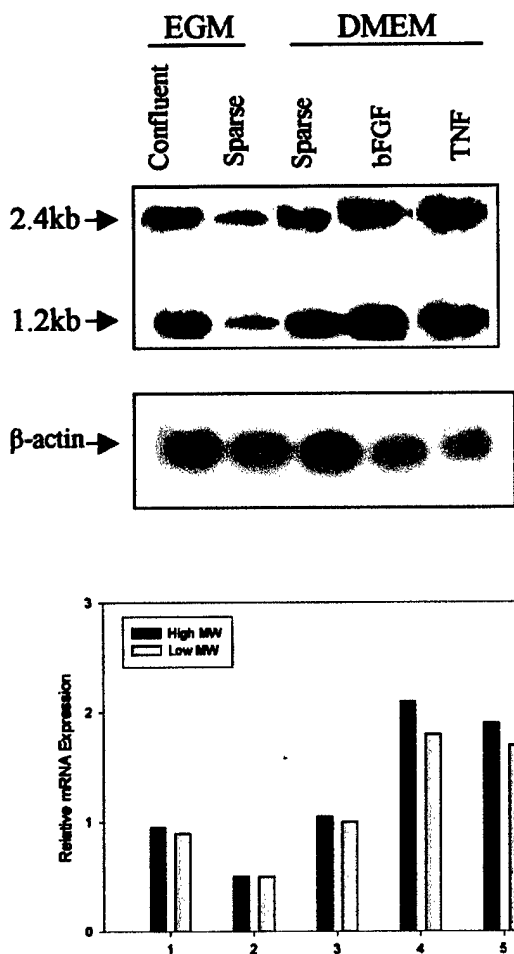 EGM DMEM
Confluent Sparse Sparse bFGF TNF
2.4kb
1.2kb
β-actin
3
High MW
Low MW
2
Relative mRNA Expression
1
0
1 2 3 4 5